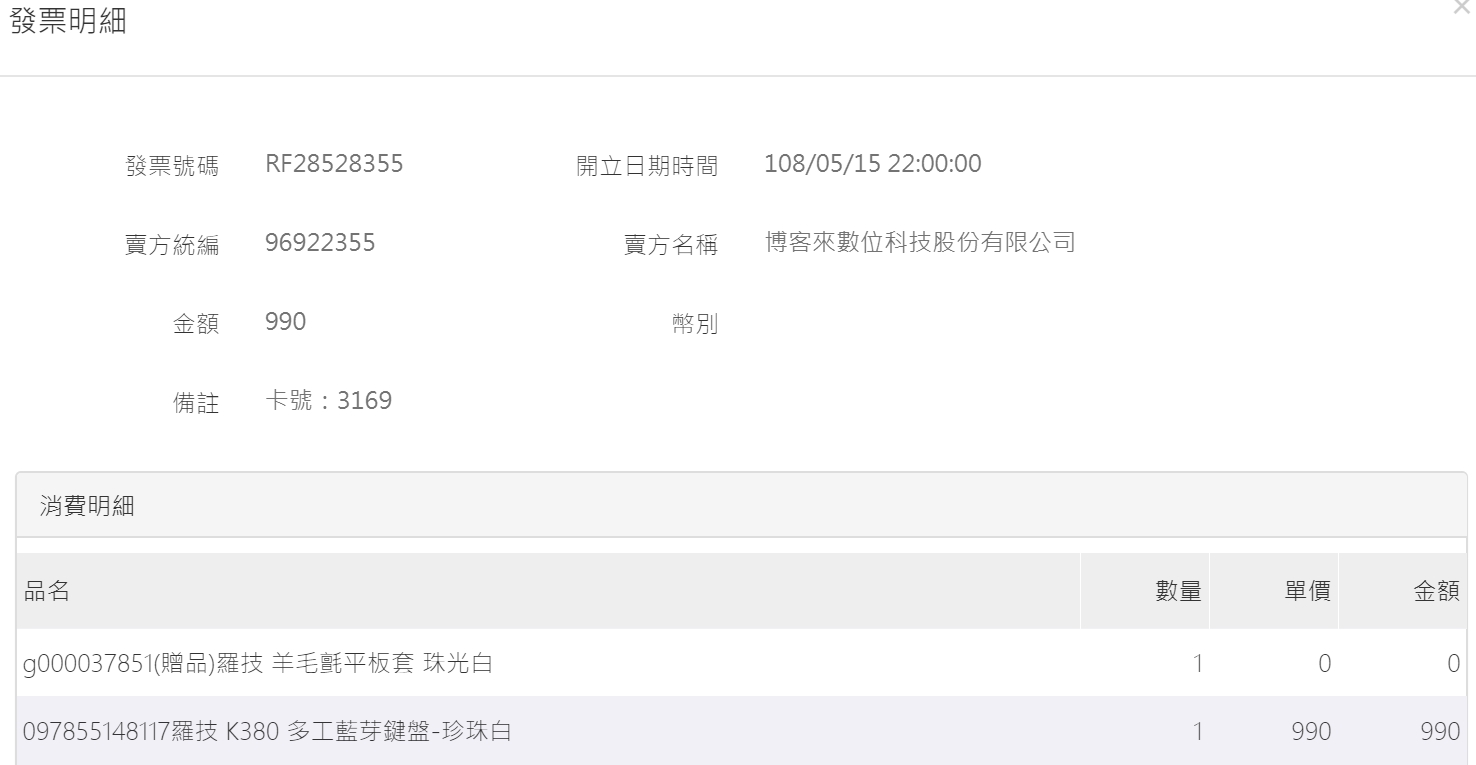 發票明細
×
發票號碼 RF28528355 開立日期時間 108/05/15 22:00:00
賣方統編 96922355 賣方名稱 博客來數位科技股份有限公司
金額 990 幣別
備註 卡號：3169
消費明細
品名 數量 單價 金額
g000037851(贈品)羅技 羊毛氈平板套 珠光白 1 0 0
097855148117羅技 K380 多工藍芽鍵盤-珍珠白 1 990 990